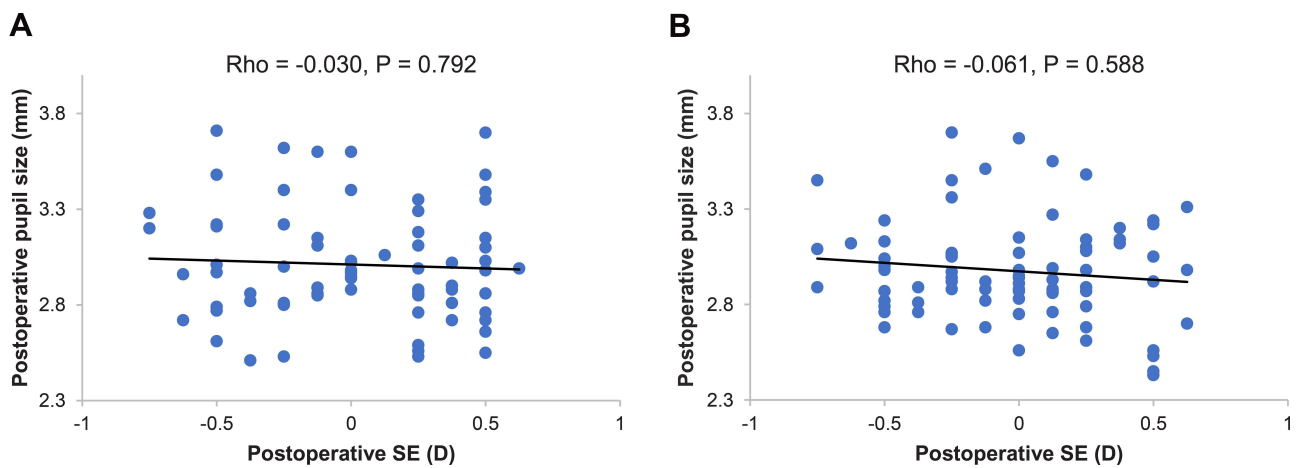 A
Rho = -0.030, P = 0.792
Postoperative pupil size (mm)
3.8
3.3
2.8
2.3
-1
-0.5
0
0.5
1
Postoperative SE (D)
B
Rho = -0.061, P = 0.588
Postoperative pupil size (mm)
3.8
3.3
2.8
2.3
-1
-0.5
0
0.5
1
Postoperative SE (D)